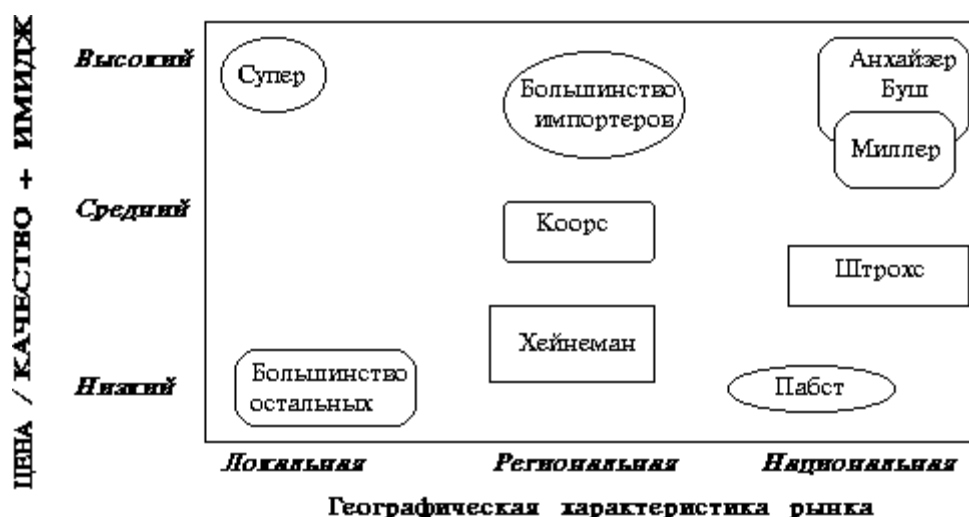 ЦЕНА / КАЧЕСТВО + ИМИДЖ
Высокий
Средний
Низкий
Супер
Большинство
импортеров
Анхайзер
Буш
Миллер
Коорс
Штрохс
Хейнеман
Большинство
остальных
Пабст
Локальная
Региональная
Национальная
Географическая характеристика рынка